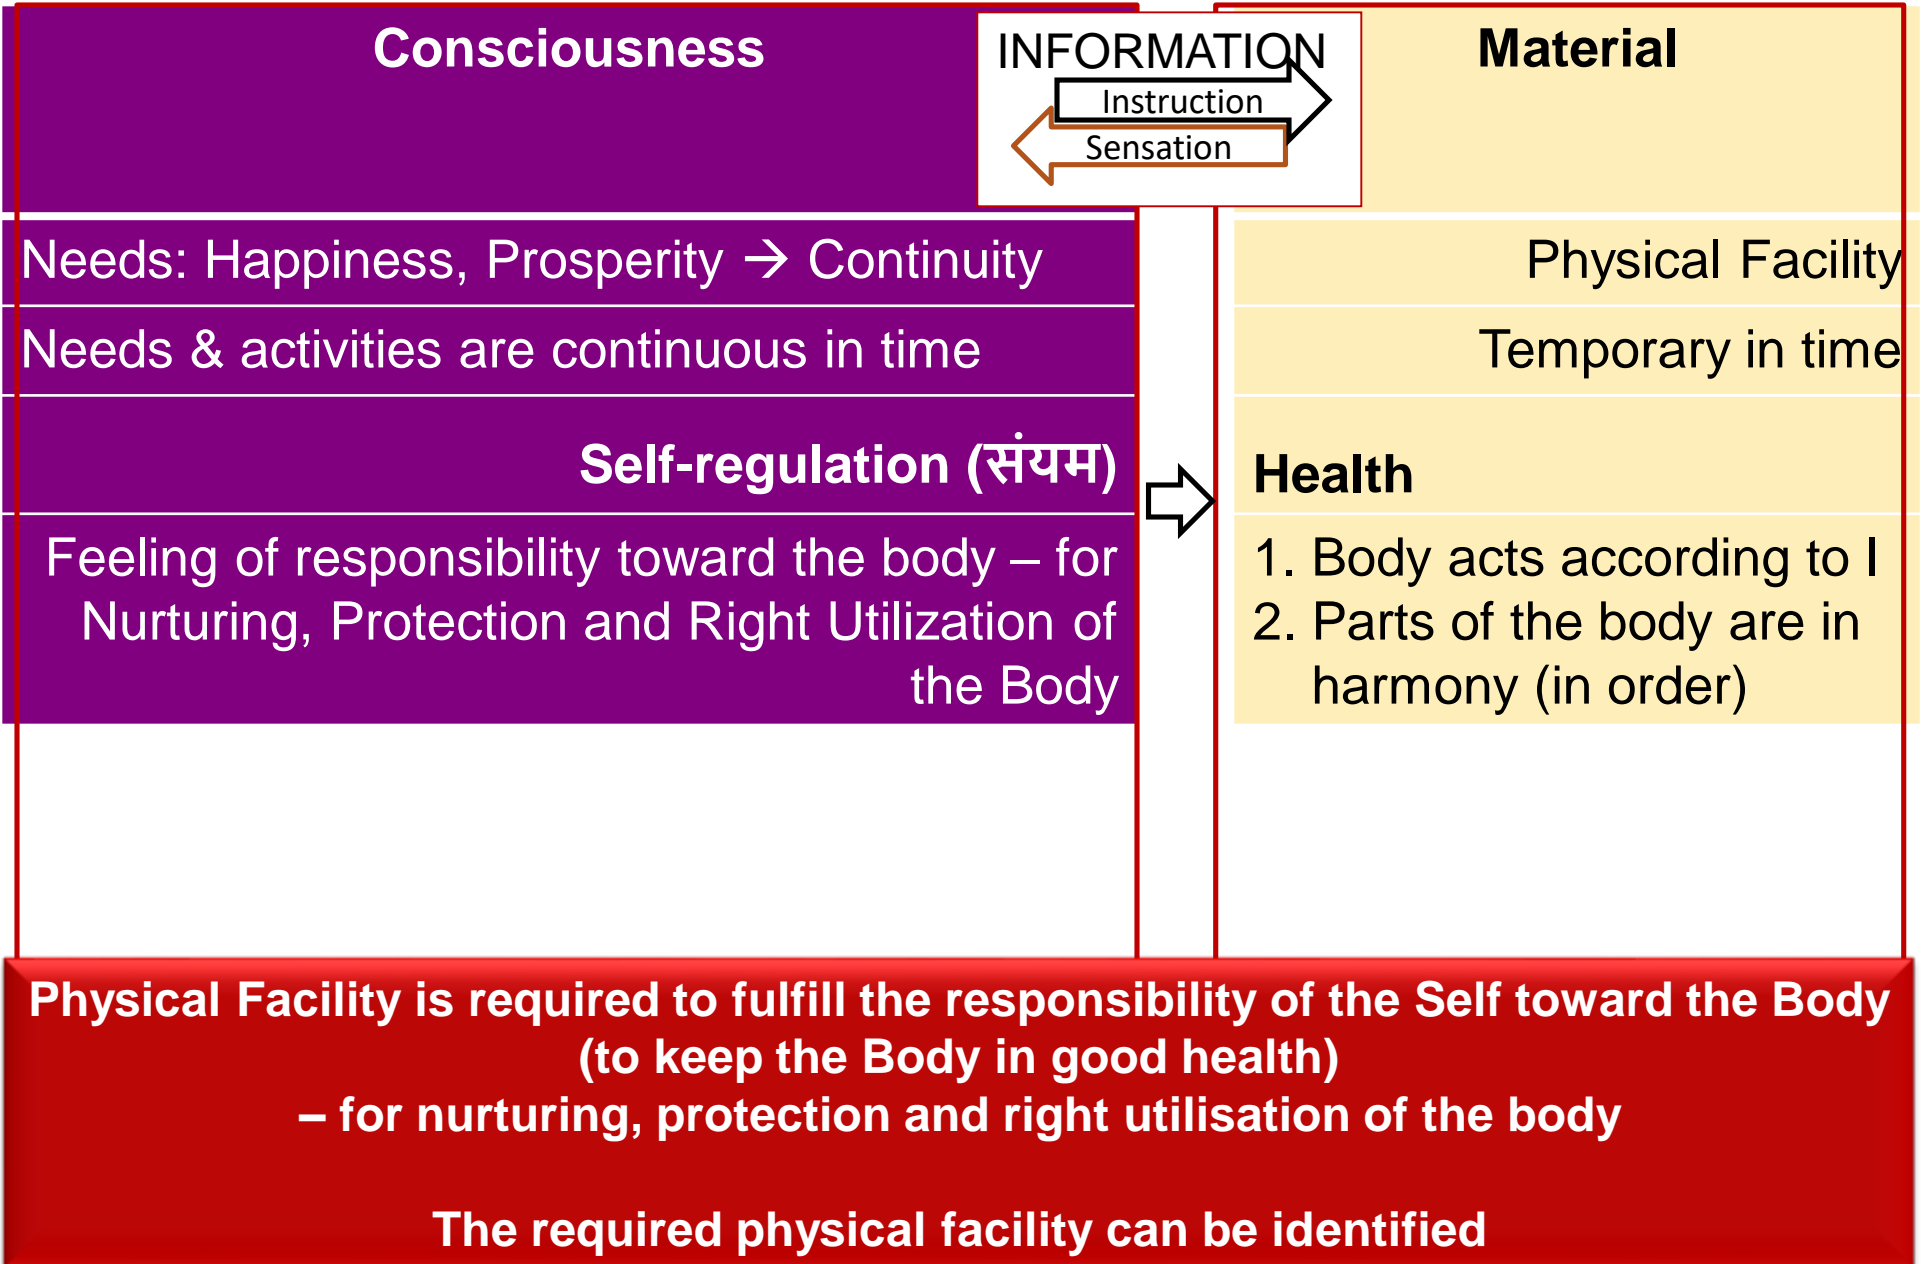 Consciousness
INFORMATION
Instruction
Sensation
Material
Needs: Happiness, Prosperity → Continuity
Physical Facility
Needs & activities are continuous in time
Temporary in time
Self-regulation (संयम)
Health
Feeling of responsibility toward the body – for
Nurturing, Protection and Right Utilization of
the Body
1. Body acts according to I
2. Parts of the body are in
harmony (in order)
Physical Facility is required to fulfill the responsibility of the Self toward the Body
(to keep the Body in good health)
– for nurturing, protection and right utilisation of the body
The required physical facility can be identified